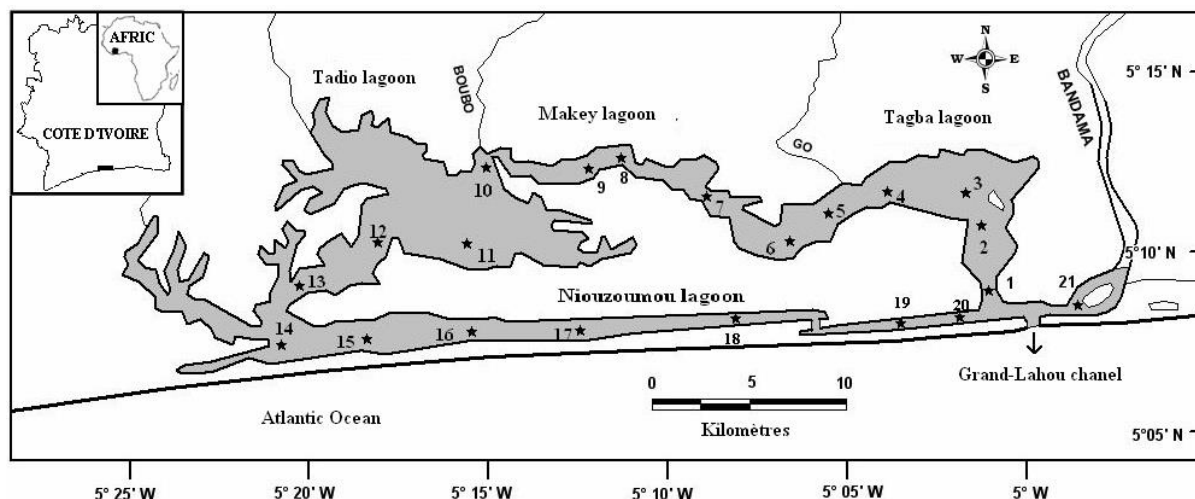 AFRIC
COTE D'IVOIRE
N
W E
S
5° 15' N
Tadio lagoon
BOUBO
Makey lagoon
GO
Tagba lagoon
BANDAMA
10
9
8
7
6
5
4
3
2
1
21
12
11
13
5° 10' N
Niouzoumou lagoon
14
15
16
17
18
19
20
Grand-Lahou chanel
0 5 10
Kilomètres
Atlantic Ocean
5° 05' N
5° 25' W
5° 20' W
5° 15' W
5° 10' W
5° 05' W
5° W